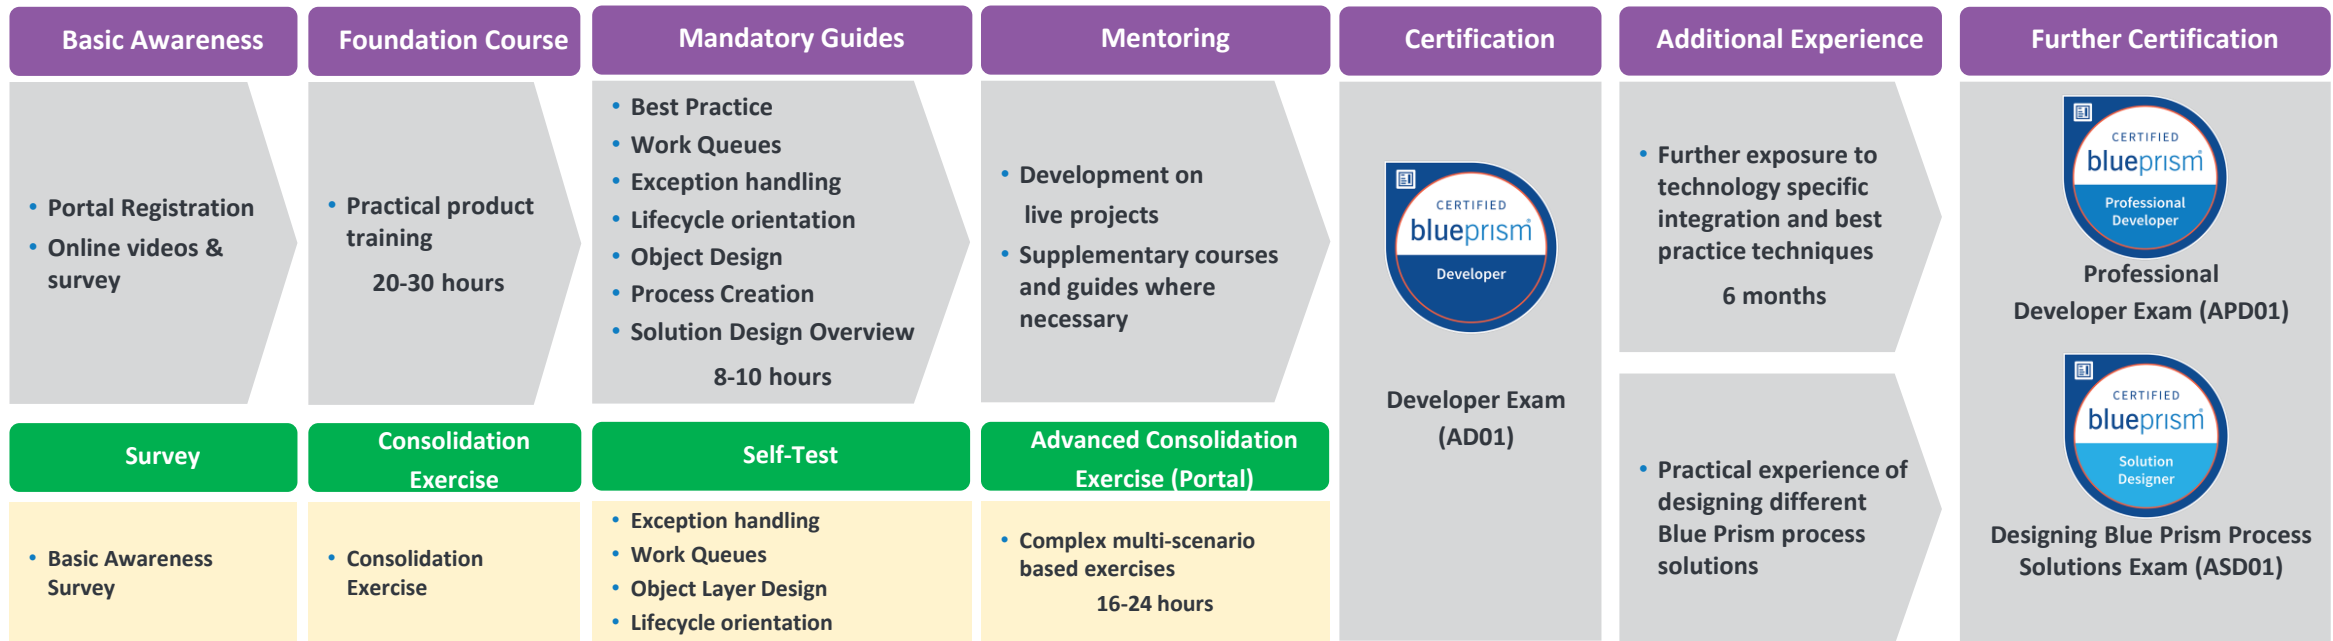 Basic Awareness
• Portal Registration
• Online videos &
survey
Survey
• Basic Awareness
Survey
Foundation Course
• Practical product
training
20-30 hours
Consolidation
Exercise
• Consolidation
Exercise
Mandatory Guides
• Best Practice
• Work Queues
• Exception handling
• Lifecycle orientation
• Object Design
• Process Creation
• Solution Design Overview
8-10 hours
Self-Test
• Exception handling
• Work Queues
• Object Layer Design
• Lifecycle orientation
Mentoring
• Development on
live projects
• Supplementary courses
and guides where
necessary
Advanced Consolidation
Exercise (Portal)
• Complex multi-scenario
based exercises
16-24 hours
Certification
CERTIFIED
blueprism®
Developer
Developer Exam
(AD01)
Additional Experience
• Further exposure to
technology specific
integration and best
practice techniques
6 months
• Practical experience of
designing different
Blue Prism process
solutions
Further Certification
CERTIFIED
blueprism®
Professional
Developer
Professional
Developer Exam (APD01)
CERTIFIED
blueprism®
Solution
Designer
Designing Blue Prism Process
Solutions Exam (ASD01)